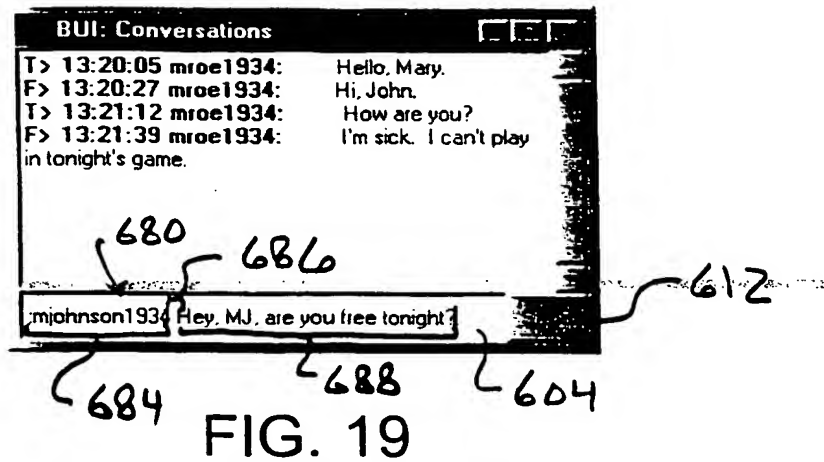 BUI: Conversations
T> 13:20:05 mroe1934: Hello, Mary.
F> 13:20:27 mroe1934: Hi, John.
T> 13:21:12 mroe1934: How are you?
F> 13:21:39 mroe1934: I'm sick. I can't play
in tonight's game.
680
686
612
:mjohnson1934 Hey, MJ, are you free tonight?
684
688
604
FIG. 19